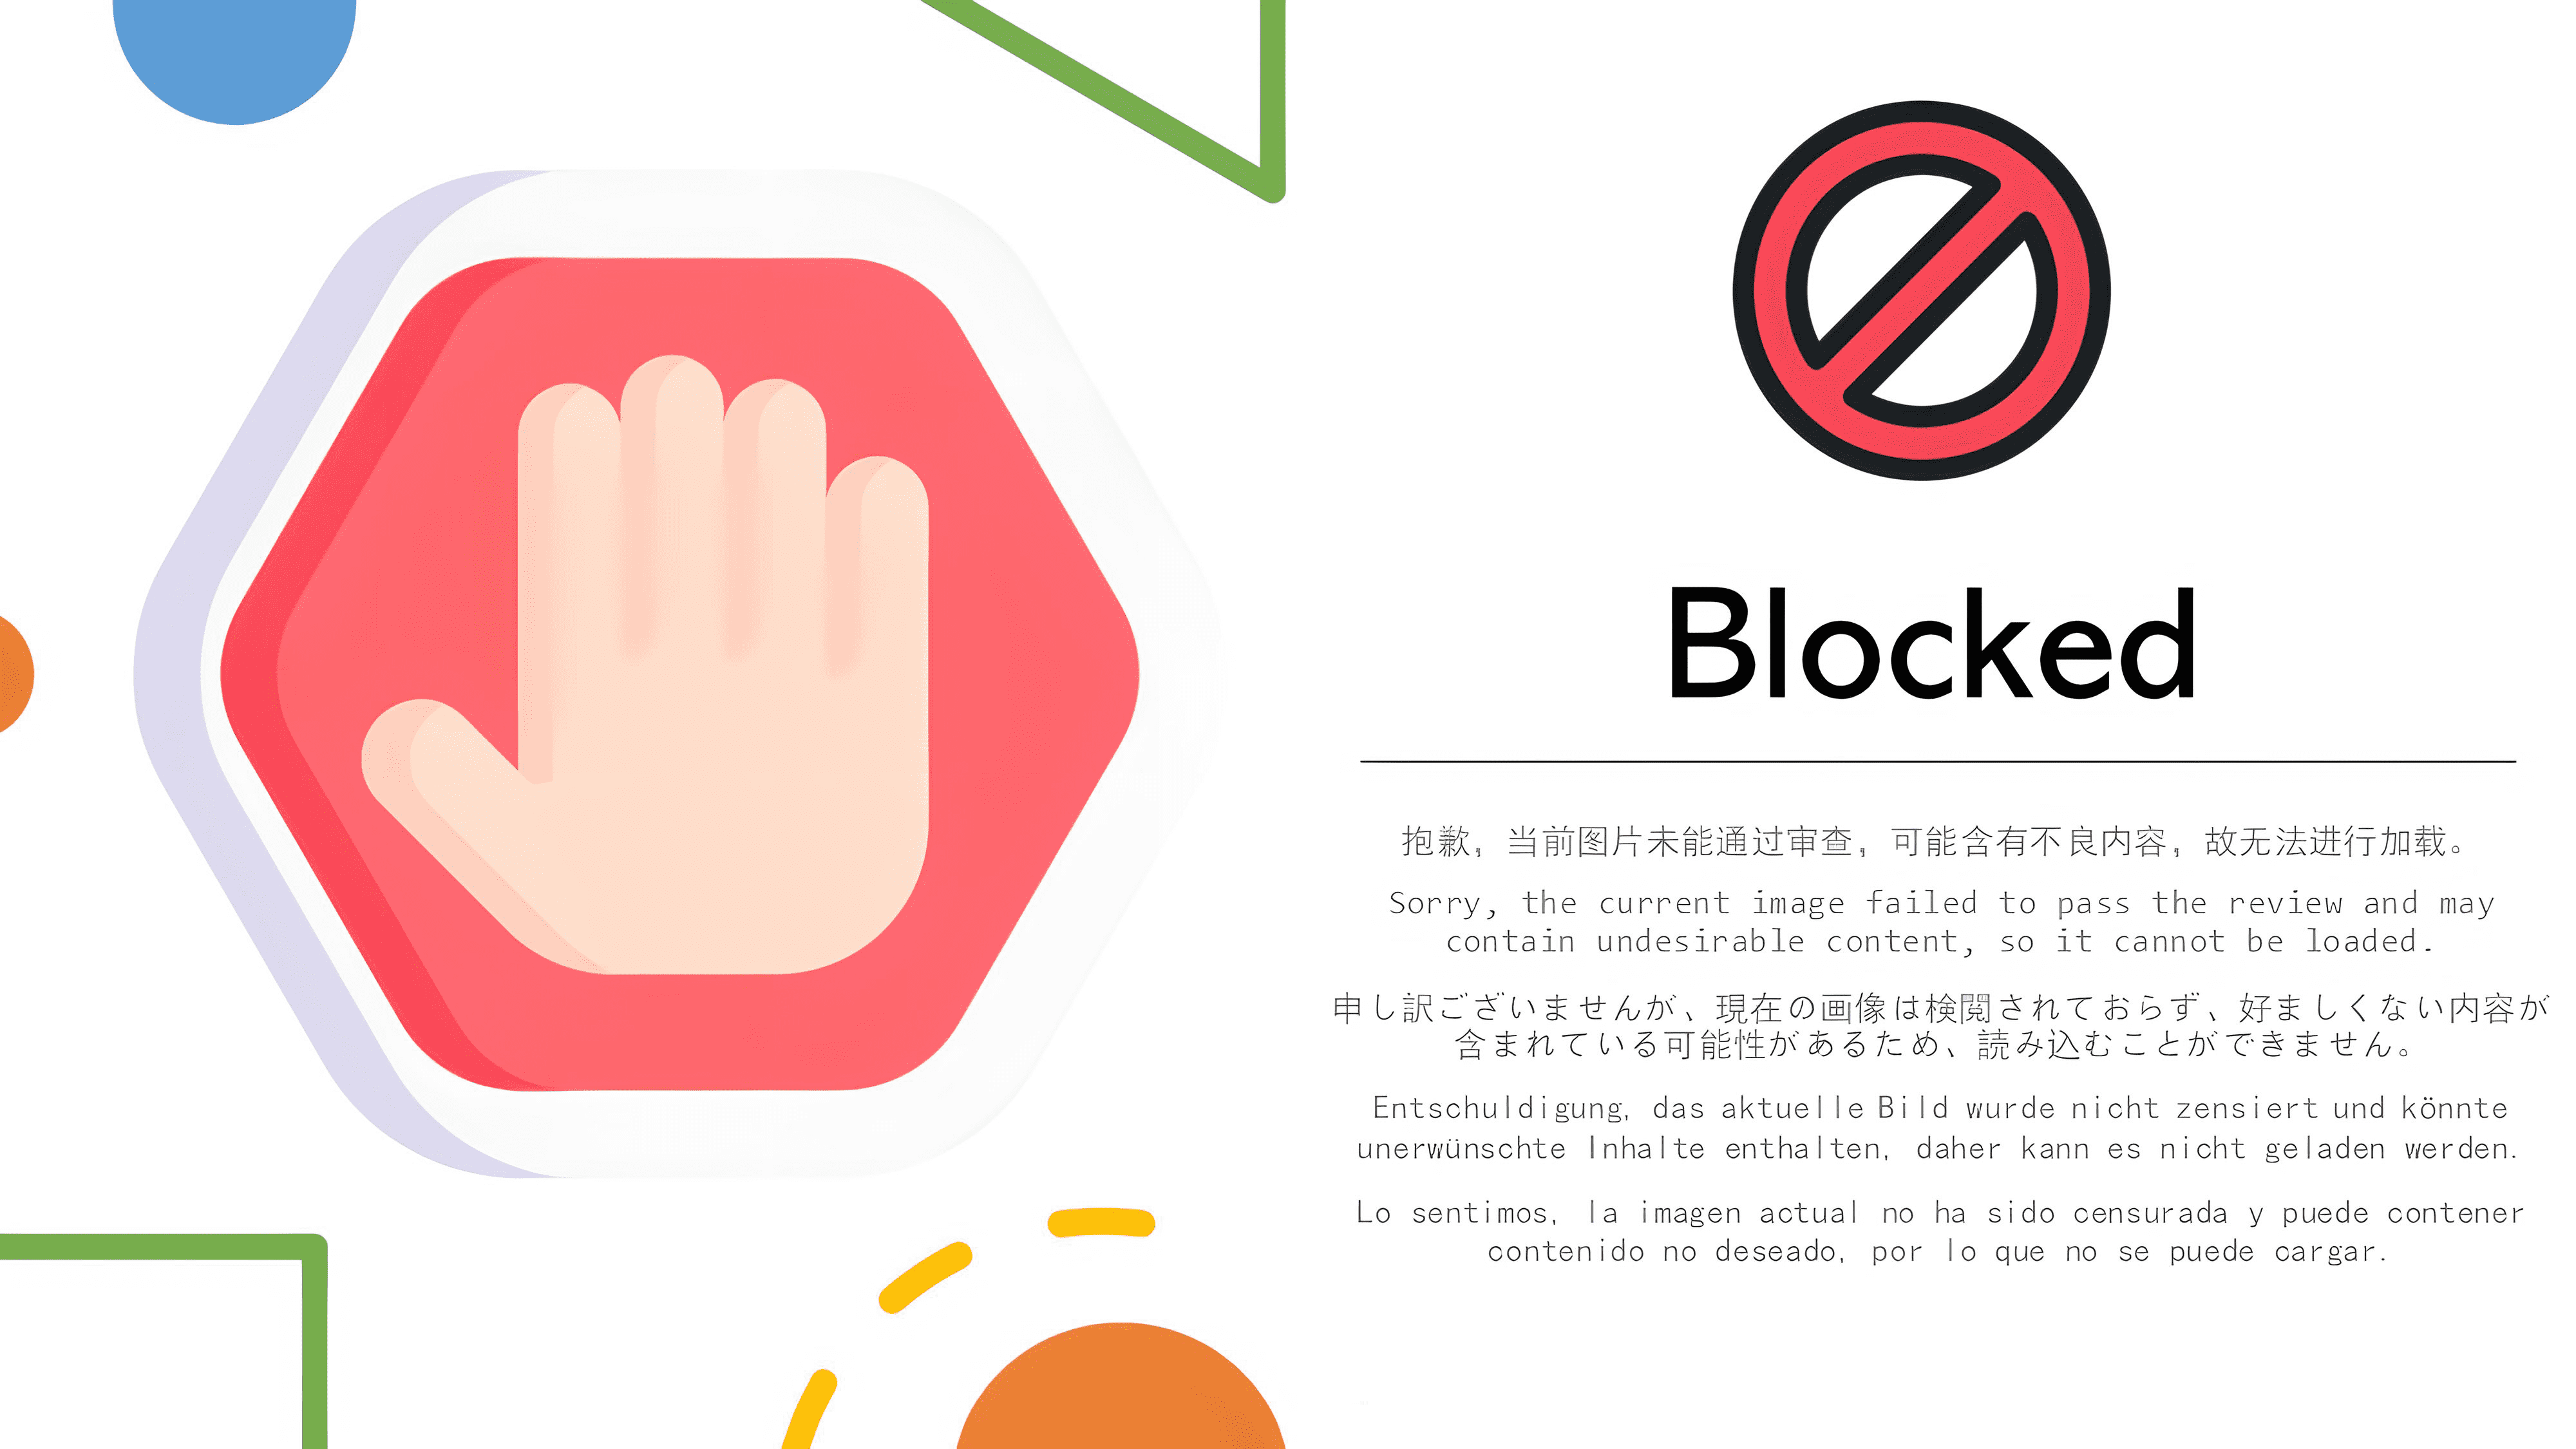 Blocked
抱歉，当前图片未能通过审查，可能含有不良内容，故无法进行加载。
Sorry, the current image failed to pass the review and may
contain undesirable content, so it cannot be loaded.
申し訳ございませんが、現在の画像は検閲されておらず、好ましくない内容が
含まれている可能性があるため、読み込むことができません。
Entschuldigung, das aktuelle Bild wurde nicht zensiert und könnte
unerwünschte Inhalte enthalten, daher kann es nicht geladen werden.
Lo sentimos, la imagen actual no ha sido censurada y puede contener
contenido no deseado, por lo que no se puede cargar.